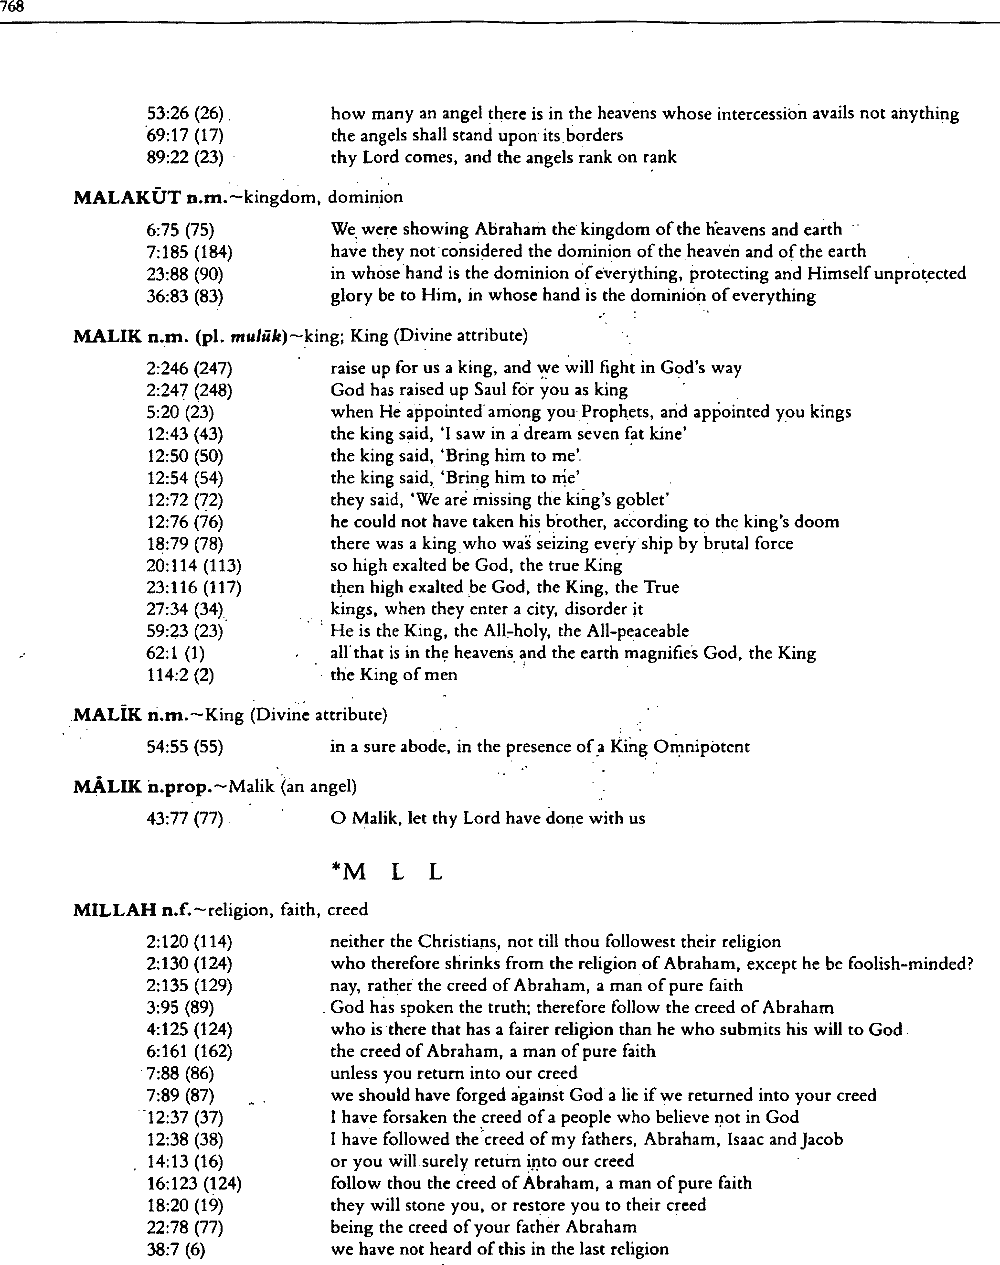 768
53:26 (26) how many an angel there is in the heavens whose intercession avails not anything
69:17 (17) the angels shall stand upon its borders
89:22 (23) thy Lord comes, and the angels rank on rank
MALAKŪT n.m.~kingdom, dominion
6:75 (75) We were showing Abraham the kingdom of the heavens and earth
7:185 (184) have they not considered the dominion of the heaven and of the earth
23:88 (90) in whose hand is the dominion of everything, protecting and Himself unprotected
36:83 (83) glory be to Him, in whose hand is the dominion of everything
MALIK n.m. (pl. mulūk)~king; King (Divine attribute)
2:246 (247) raise up for us a king, and we will fight in God's way
2:247 (248) God has raised up Saul for you as king
5:20 (23) when He appointed among you Prophets, and appointed you kings
12:43 (43) the king said, 'I saw in a dream seven fat kine'
12:50 (50) the king said, 'Bring him to me'
12:54 (54) the king said, 'Bring him to me'
12:72 (72) they said, 'We are missing the king's goblet'
12:76 (76) he could not have taken his brother, according to the king's doom
18:79 (78) there was a king who was seizing every ship by brutal force
20:114 (113) so high exalted be God, the true King
23:116 (117) then high exalted be God, the King, the True
27:34 (34) kings, when they enter a city, disorder it
59:23 (23) He is the King, the All-holy, the All-peaceable
62:1 (1) all that is in the heavens and the earth magnifies God, the King
114:2 (2) the King of men
MALĪK n.m.~King (Divine attribute)
54:55 (55) in a sure abode, in the presence of a King Omnipotent
MĀLIK n.prop.~Malik (an angel)
43:77 (77) O Malik, let thy Lord have done with us
*M L L
MILLAH n.f.~religion, faith, creed
2:120 (114) neither the Christians, not till thou followest their religion
2:130 (124) who therefore shrinks from the religion of Abraham, except he be foolish-minded?
2:135 (129) nay, rather the creed of Abraham, a man of pure faith
3:95 (89) God has spoken the truth; therefore follow the creed of Abraham
4:125 (124) who is there that has a fairer religion than he who submits his will to God
6:161 (162) the creed of Abraham, a man of pure faith
7:88 (86) unless you return into our creed
7:89 (87) we should have forged against God a lie if we returned into your creed
12:37 (37) I have forsaken the creed of a people who believe not in God
12:38 (38) I have followed the creed of my fathers, Abraham, Isaac and Jacob
14:13 (16) or you will surely return into our creed
16:123 (124) follow thou the creed of Abraham, a man of pure faith
18:20 (19) they will stone you, or restore you to their creed
22:78 (77) being the creed of your father Abraham
38:7 (6) we have not heard of this in the last religion